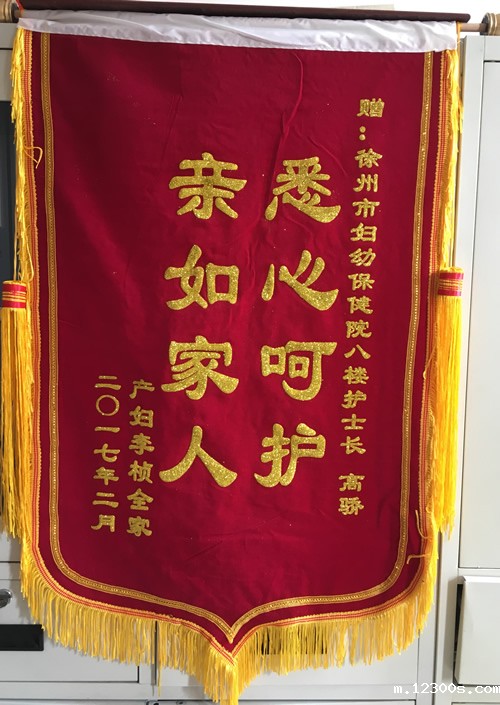 赠：徐州市妇幼保健院八楼护士长 高骄
悉心呵护
亲如家人
产妇李桢全家
二〇一七年二月
m.12300s.com